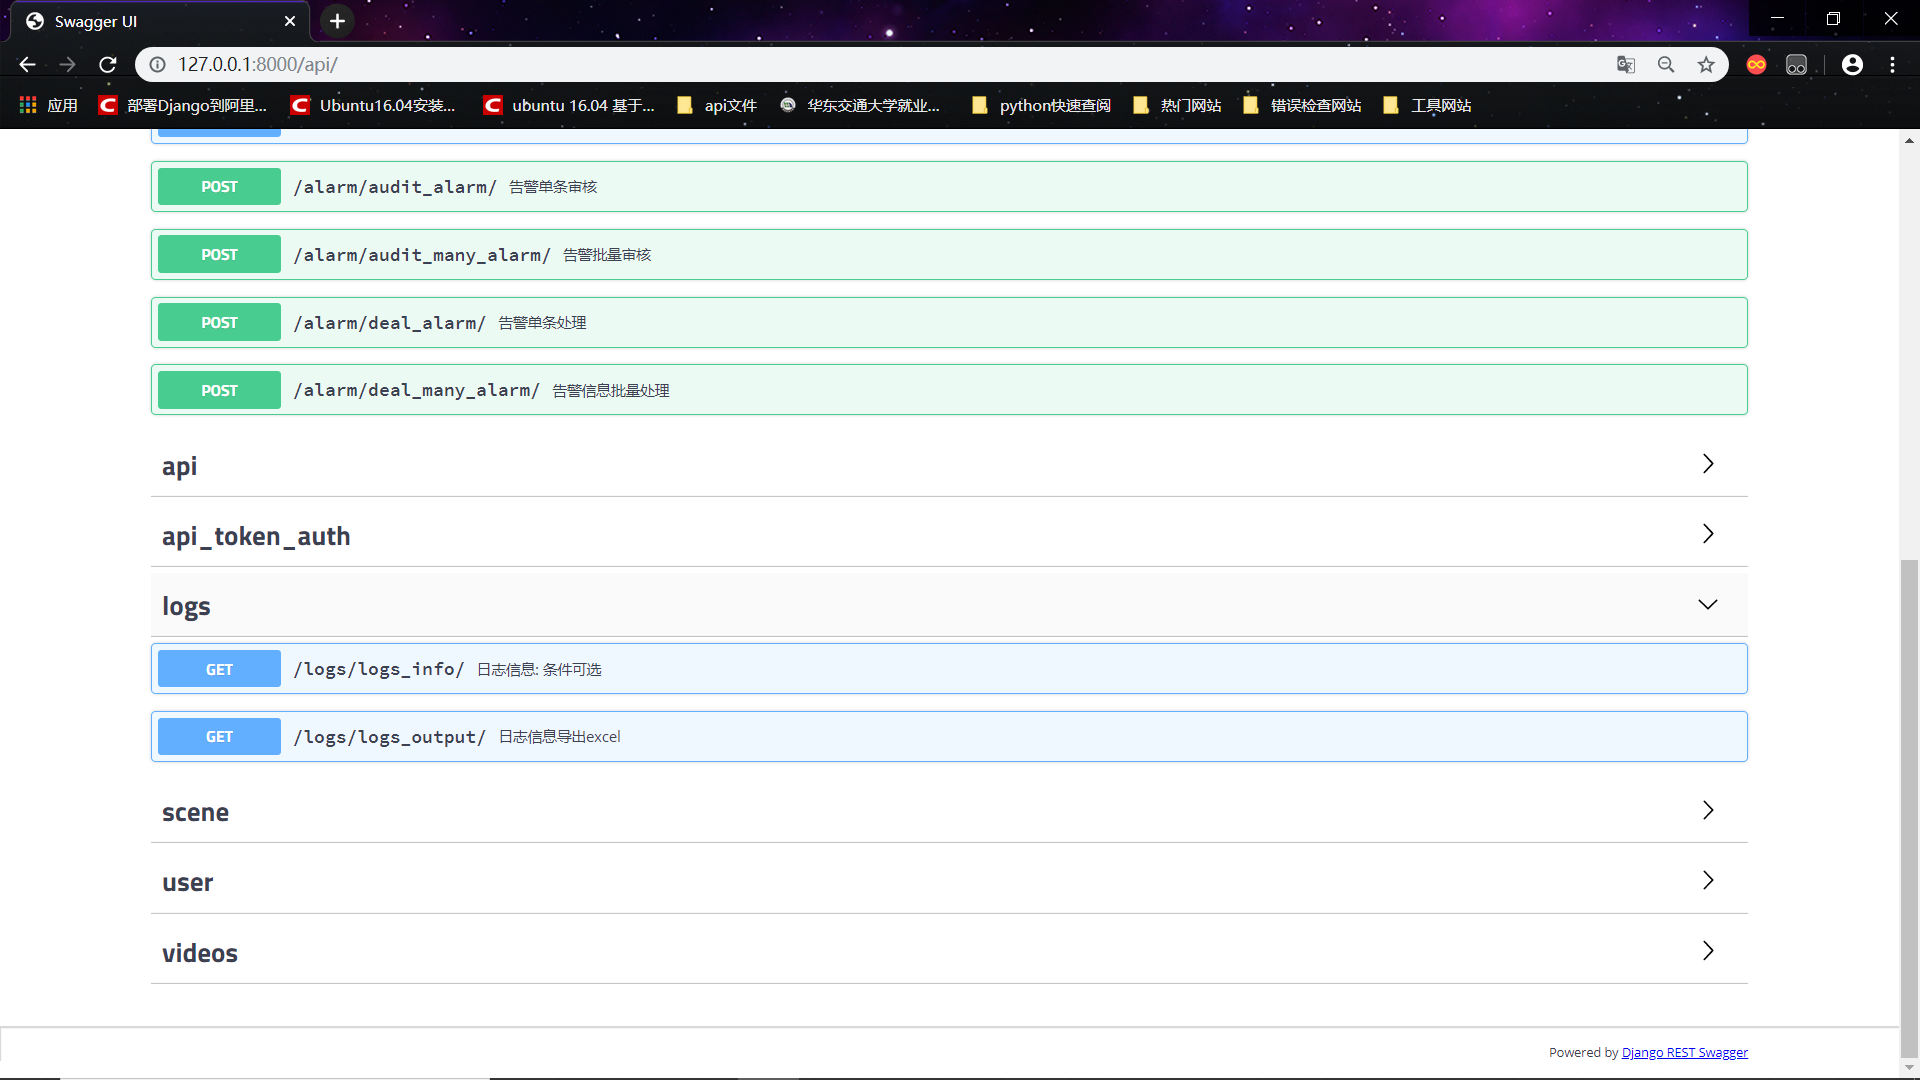 Swagger UI
127.0.0.1:8000/api/
应用 部署Django到阿里... Ubuntu16.04安装... ubuntu 16.04 基于... api文件 华东交通大学就业... python快速查阅 热门网站 错误检查网站 工具网站
POST /alarm/audit_alarm/ 告警单条审核
POST /alarm/audit_many_alarm/ 告警批量审核
POST /alarm/deal_alarm/ 告警单条处理
POST /alarm/deal_many_alarm/ 告警信息批量处理
api
api_token_auth
logs
GET /logs/logs_info/ 日志信息: 条件可选
GET /logs/logs_output/ 日志信息导出excel
scene
user
videos
Powered by Django REST Swagger